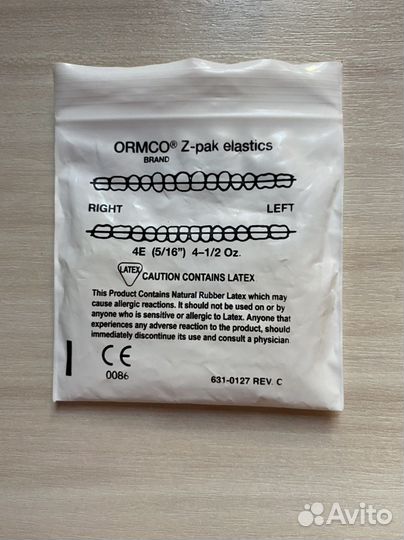 ORMCO® Z-pak elastics
BRAND
RIGHT LEFT
4E (5/16") 4-1/2 Oz.
LATEX CAUTION CONTAINS LATEX
This Product Contains Natural Rubber Latex which may
cause allergic reactions. It should not be used on or by
anyone who is sensitive or allergic to Latex. Anyone that
experiences any adverse reaction to the product, should
immediately discontinue its use and consult a physician
CE
0086
631-0127 REV. C
Avito